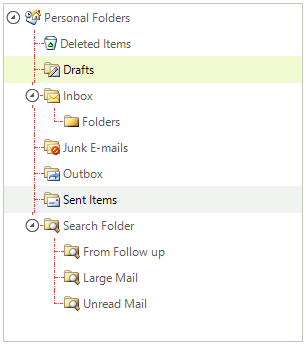 Personal Folders
Deleted Items
Drafts
Inbox
Folders
Junk E-mails
Outbox
Sent Items
Search Folder
From Follow up
Large Mail
Unread Mail